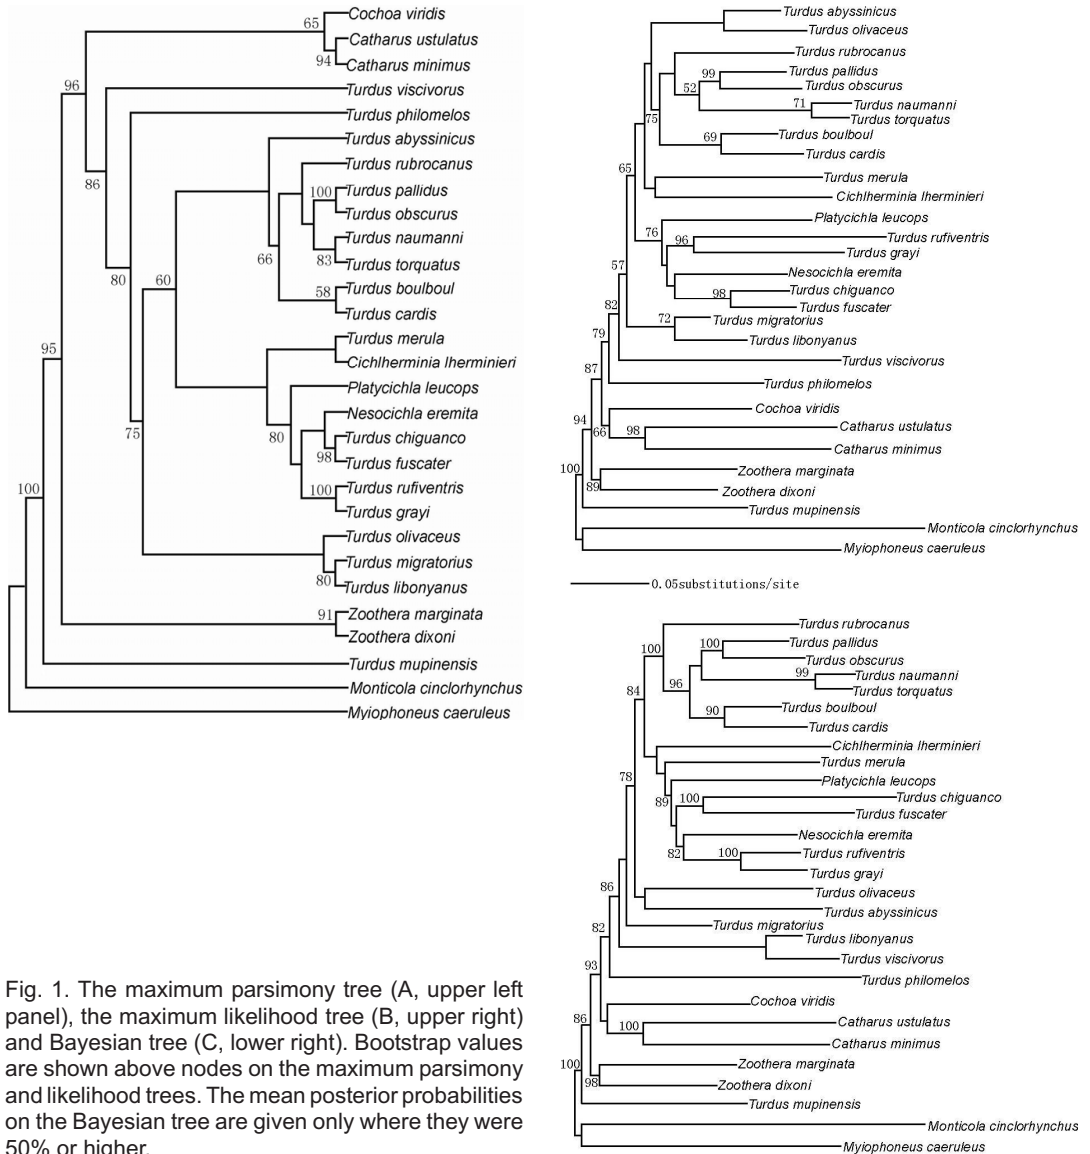 65
Cochoa viridis
Catharus ustulatus
94
Catharus minimus
96
Turdus viscivorus
Turdus philomelos
86
Turdus abyssinicus
Turdus rubrocanus
100
Turdus pallidus
Turdus obscurus
Turdus naumanni
66
83
Turdus torquatus
80
60
58
Turdus boulboul
Turdus cardis
Turdus merula
95
Cichlherminia lherminieri
Platycichla leucops
Nesocichla eremita
75
80
Turdus chiguanco
98
Turdus fuscater
100
100
Turdus rufiventris
Turdus grayi
Turdus olivaceus
Turdus migratorius
80
Turdus libonyanus
91
Zoothera marginata
Zoothera dixoni
Turdus mupinensis
Monticola cinclorhynchus
Myiophoneus caeruleus
Turdus abyssinicus
Turdus olivaceus
Turdus rubrocanus
99
Turdus pallidus
52
Turdus obscurus
71
Turdus naumanni
75
Turdus torquatus
69
Turdus boulboul
Turdus cardis
65
Turdus merula
Cichlherminia lherminieri
Platycichla leucops
76
96
Turdus rufiventris
Turdus grayi
57
Nesocichla eremita
98
Turdus chiguanco
82
Turdus fuscater
72
Turdus migratorius
79
Turdus libonyanus
Turdus viscivorus
87
Turdus philomelos
94
Cochoa viridis
66
98
Catharus ustulatus
Catharus minimus
100
Zoothera marginata
89
Zoothera dixoni
Turdus mupinensis
Monticola cinclorhynchus
Myiophoneus caeruleus
0.05substitutions/site
Turdus rubrocanus
100
100
Turdus pallidus
Turdus obscurus
96
99
Turdus naumanni
84
Turdus torquatus
90
Turdus boulboul
Turdus cardis
Cichlherminia lherminieri
78
Turdus merula
Platycichla leucops
89
100
Turdus chiguanco
Turdus fuscater
Nesocichla eremita
82
100
Turdus rufiventris
Turdus grayi
86
Turdus olivaceus
Turdus abyssinicus
82
Turdus migratorius
Turdus libonyanus
93
Turdus viscivorus
Turdus philomelos
86
Cochoa viridis
100
Catharus ustulatus
Catharus minimus
100
Zoothera marginata
98
Zoothera dixoni
Turdus mupinensis
Monticola cinclorhynchus
Myiophoneus caeruleus
Fig. 1. The maximum parsimony tree (A, upper left
panel), the maximum likelihood tree (B, upper right)
and Bayesian tree (C, lower right). Bootstrap values
are shown above nodes on the maximum parsimony
and likelihood trees. The mean posterior probabilities
on the Bayesian tree are given only where they were
50% or higher.